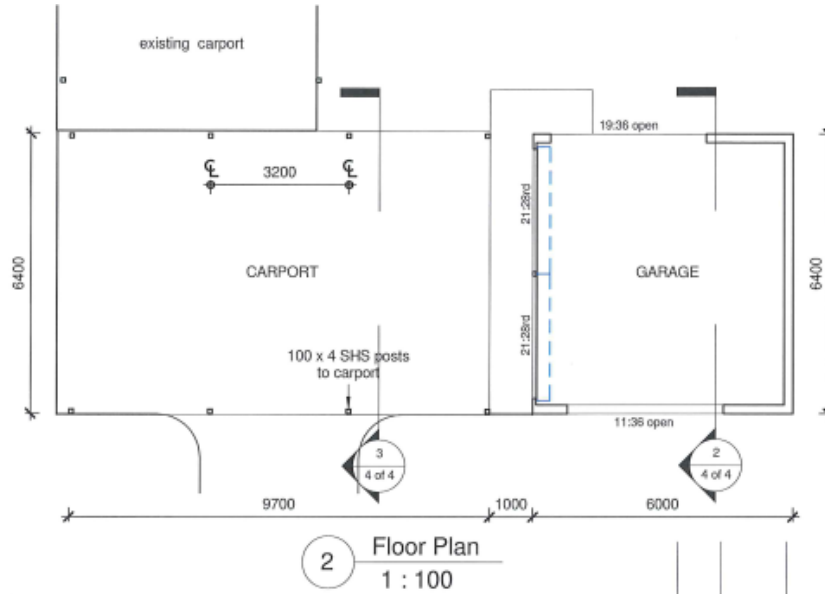 existing carport
19:36 open
℄
3200
℄
21:28rd
6400
CARPORT
GARAGE
6400
21:28rd
100 x 4 SHS posts
to carport
11:36 open
3
4 of 4
2
4 of 4
9700
1000
6000
2
Floor Plan
1 : 100